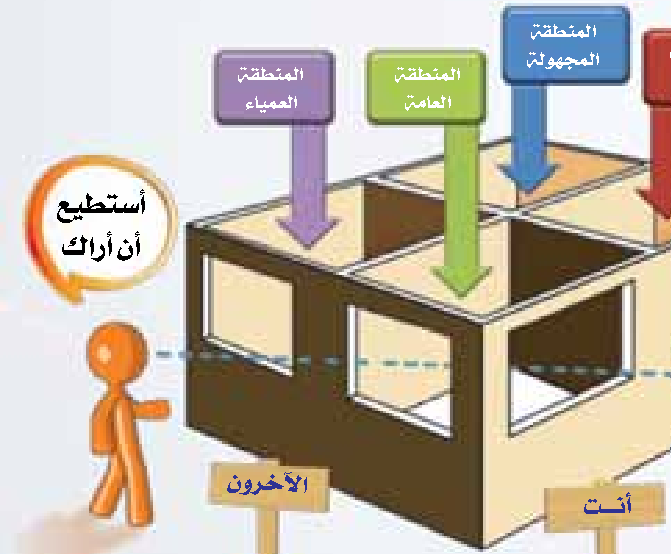 المنطقة
المجهولة
المنطقة
العامة
المنطقة
العمياء
أستطيع
أن أراك
الآخرون
أنــت